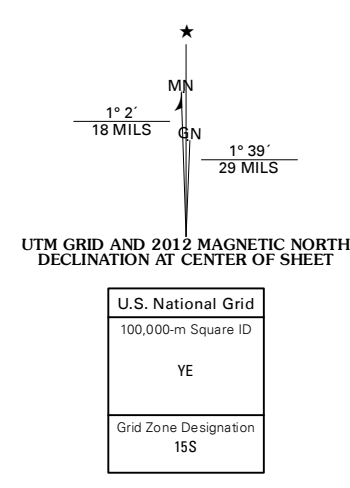 ★
MN
1° 2´
18 MILS
GN
1° 39´
29 MILS
UTM GRID AND 2012 MAGNETIC NORTH
DECLINATION AT CENTER OF SHEET
U.S. National Grid
100,000-m Square ID
YE
Grid Zone Designation
15S